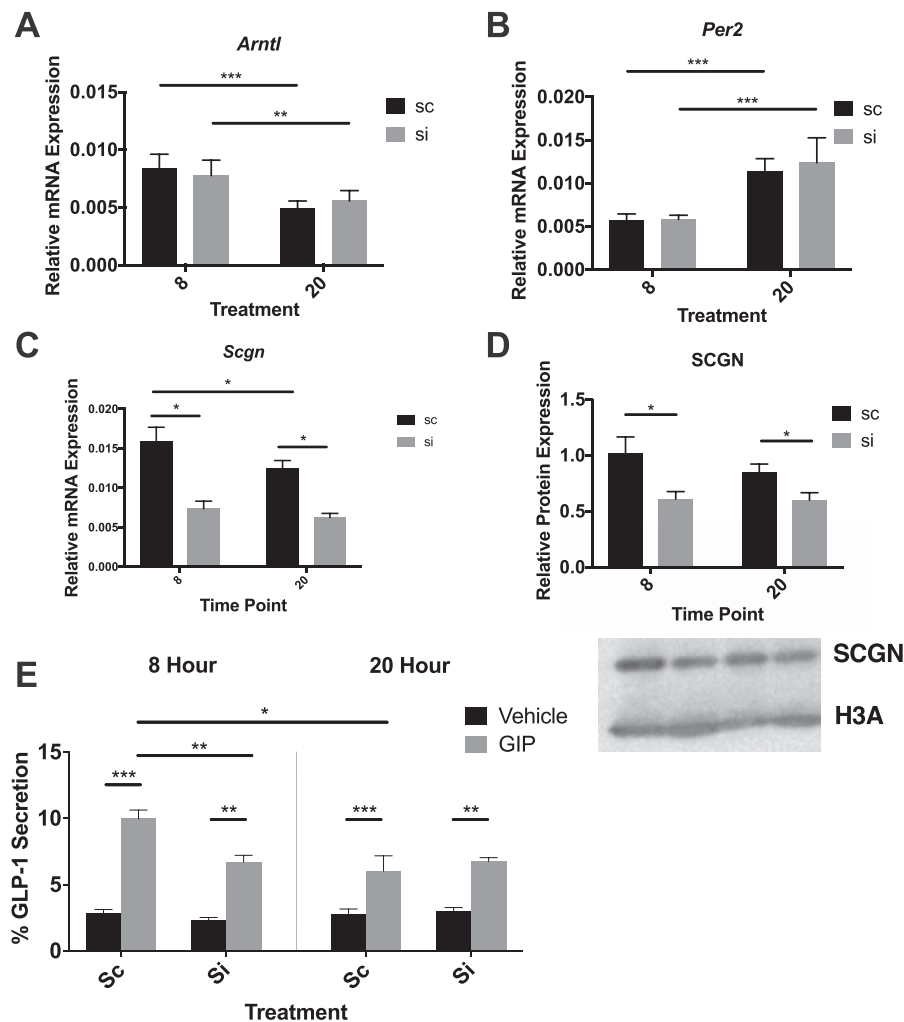 A
Arntl
Relative mRNA Expression
0.015
0.010
0.005
0.000
***
**
8
20
Treatment
sc
si
B
Per2
Relative mRNA Expression
0.020
0.015
0.010
0.005
0.000
***
***
8
20
Treatment
sc
si
C
Scgn
Relative mRNA Expression
0.020
0.015
0.010
0.005
0.000
*
*
*
8
20
Time Point
sc
si
D
SCGN
Relative Protein Expression
1.5
1.0
0.5
0.0
*
*
8
20
Time Point
sc
si
SCGN
H3A
E
8 Hour
20 Hour
% GLP-1 Secretion
15
10
5
0
*
**
***
**
***
**
Vehicle
GIP
Sc
Si
Sc
Si
Treatment